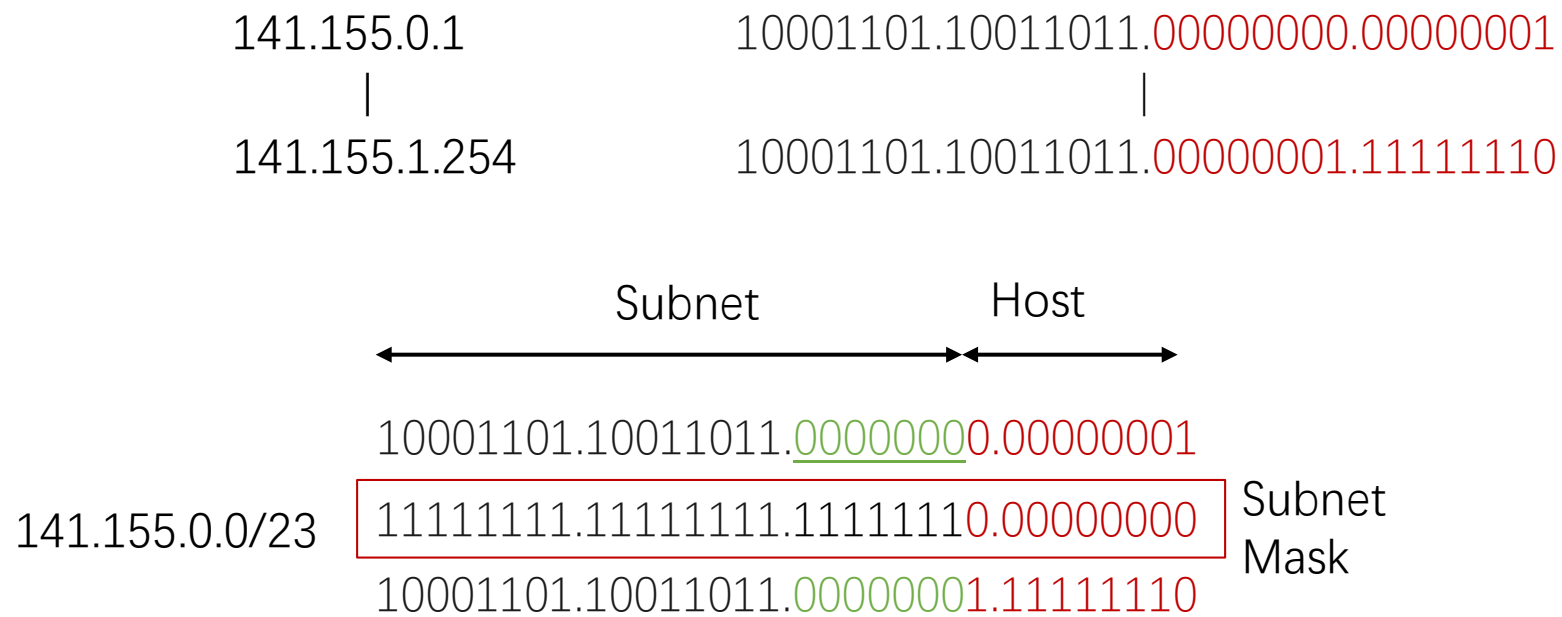 141.155.0.1 10001101.10011011.00000000.00000001
| |
141.155.1.254 10001101.10011011.00000001.11111110
Subnet Host
10001101.10011011.00000000.00000001
141.155.0.0/23 11111111.11111111.11111110.00000000 Subnet
Mask
10001101.10011011.00000001.11111110